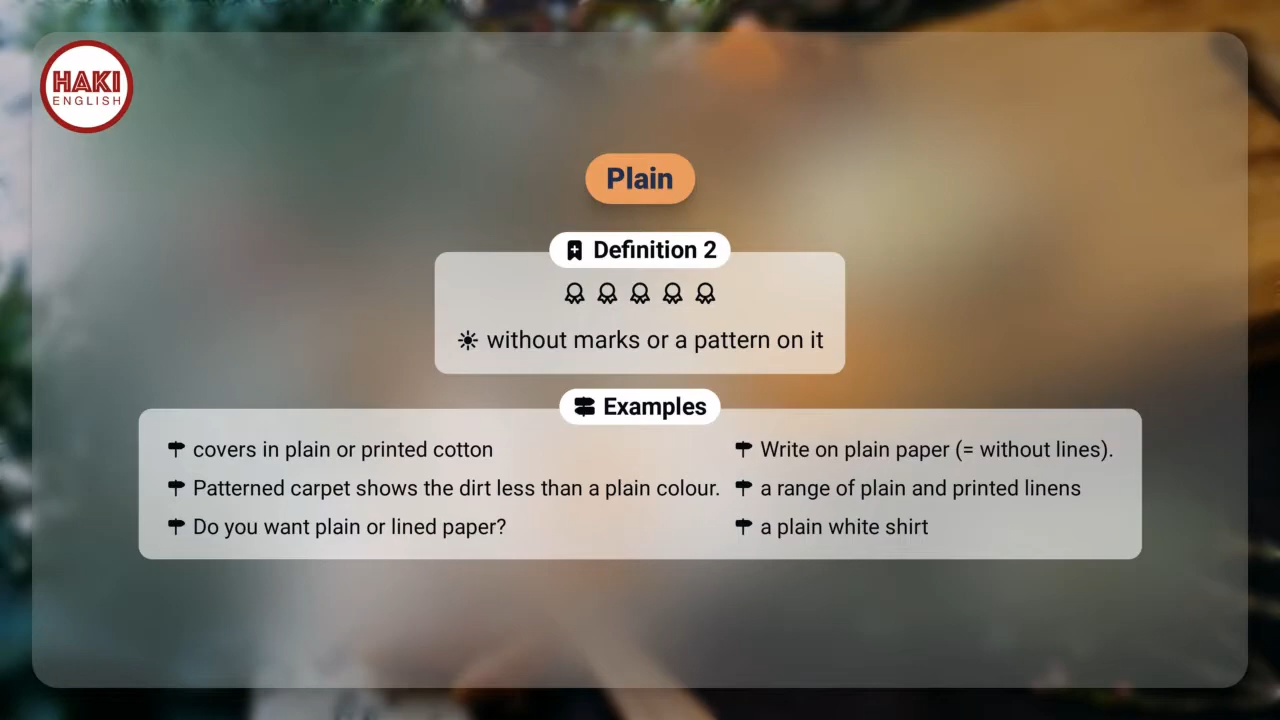 HAKI
ENGLISH
Plain
Definition 2
without marks or a pattern on it
Examples
covers in plain or printed cotton
Patterned carpet shows the dirt less than a plain colour.
Do you want plain or lined paper?
Write on plain paper (= without lines).
a range of plain and printed linens
a plain white shirt